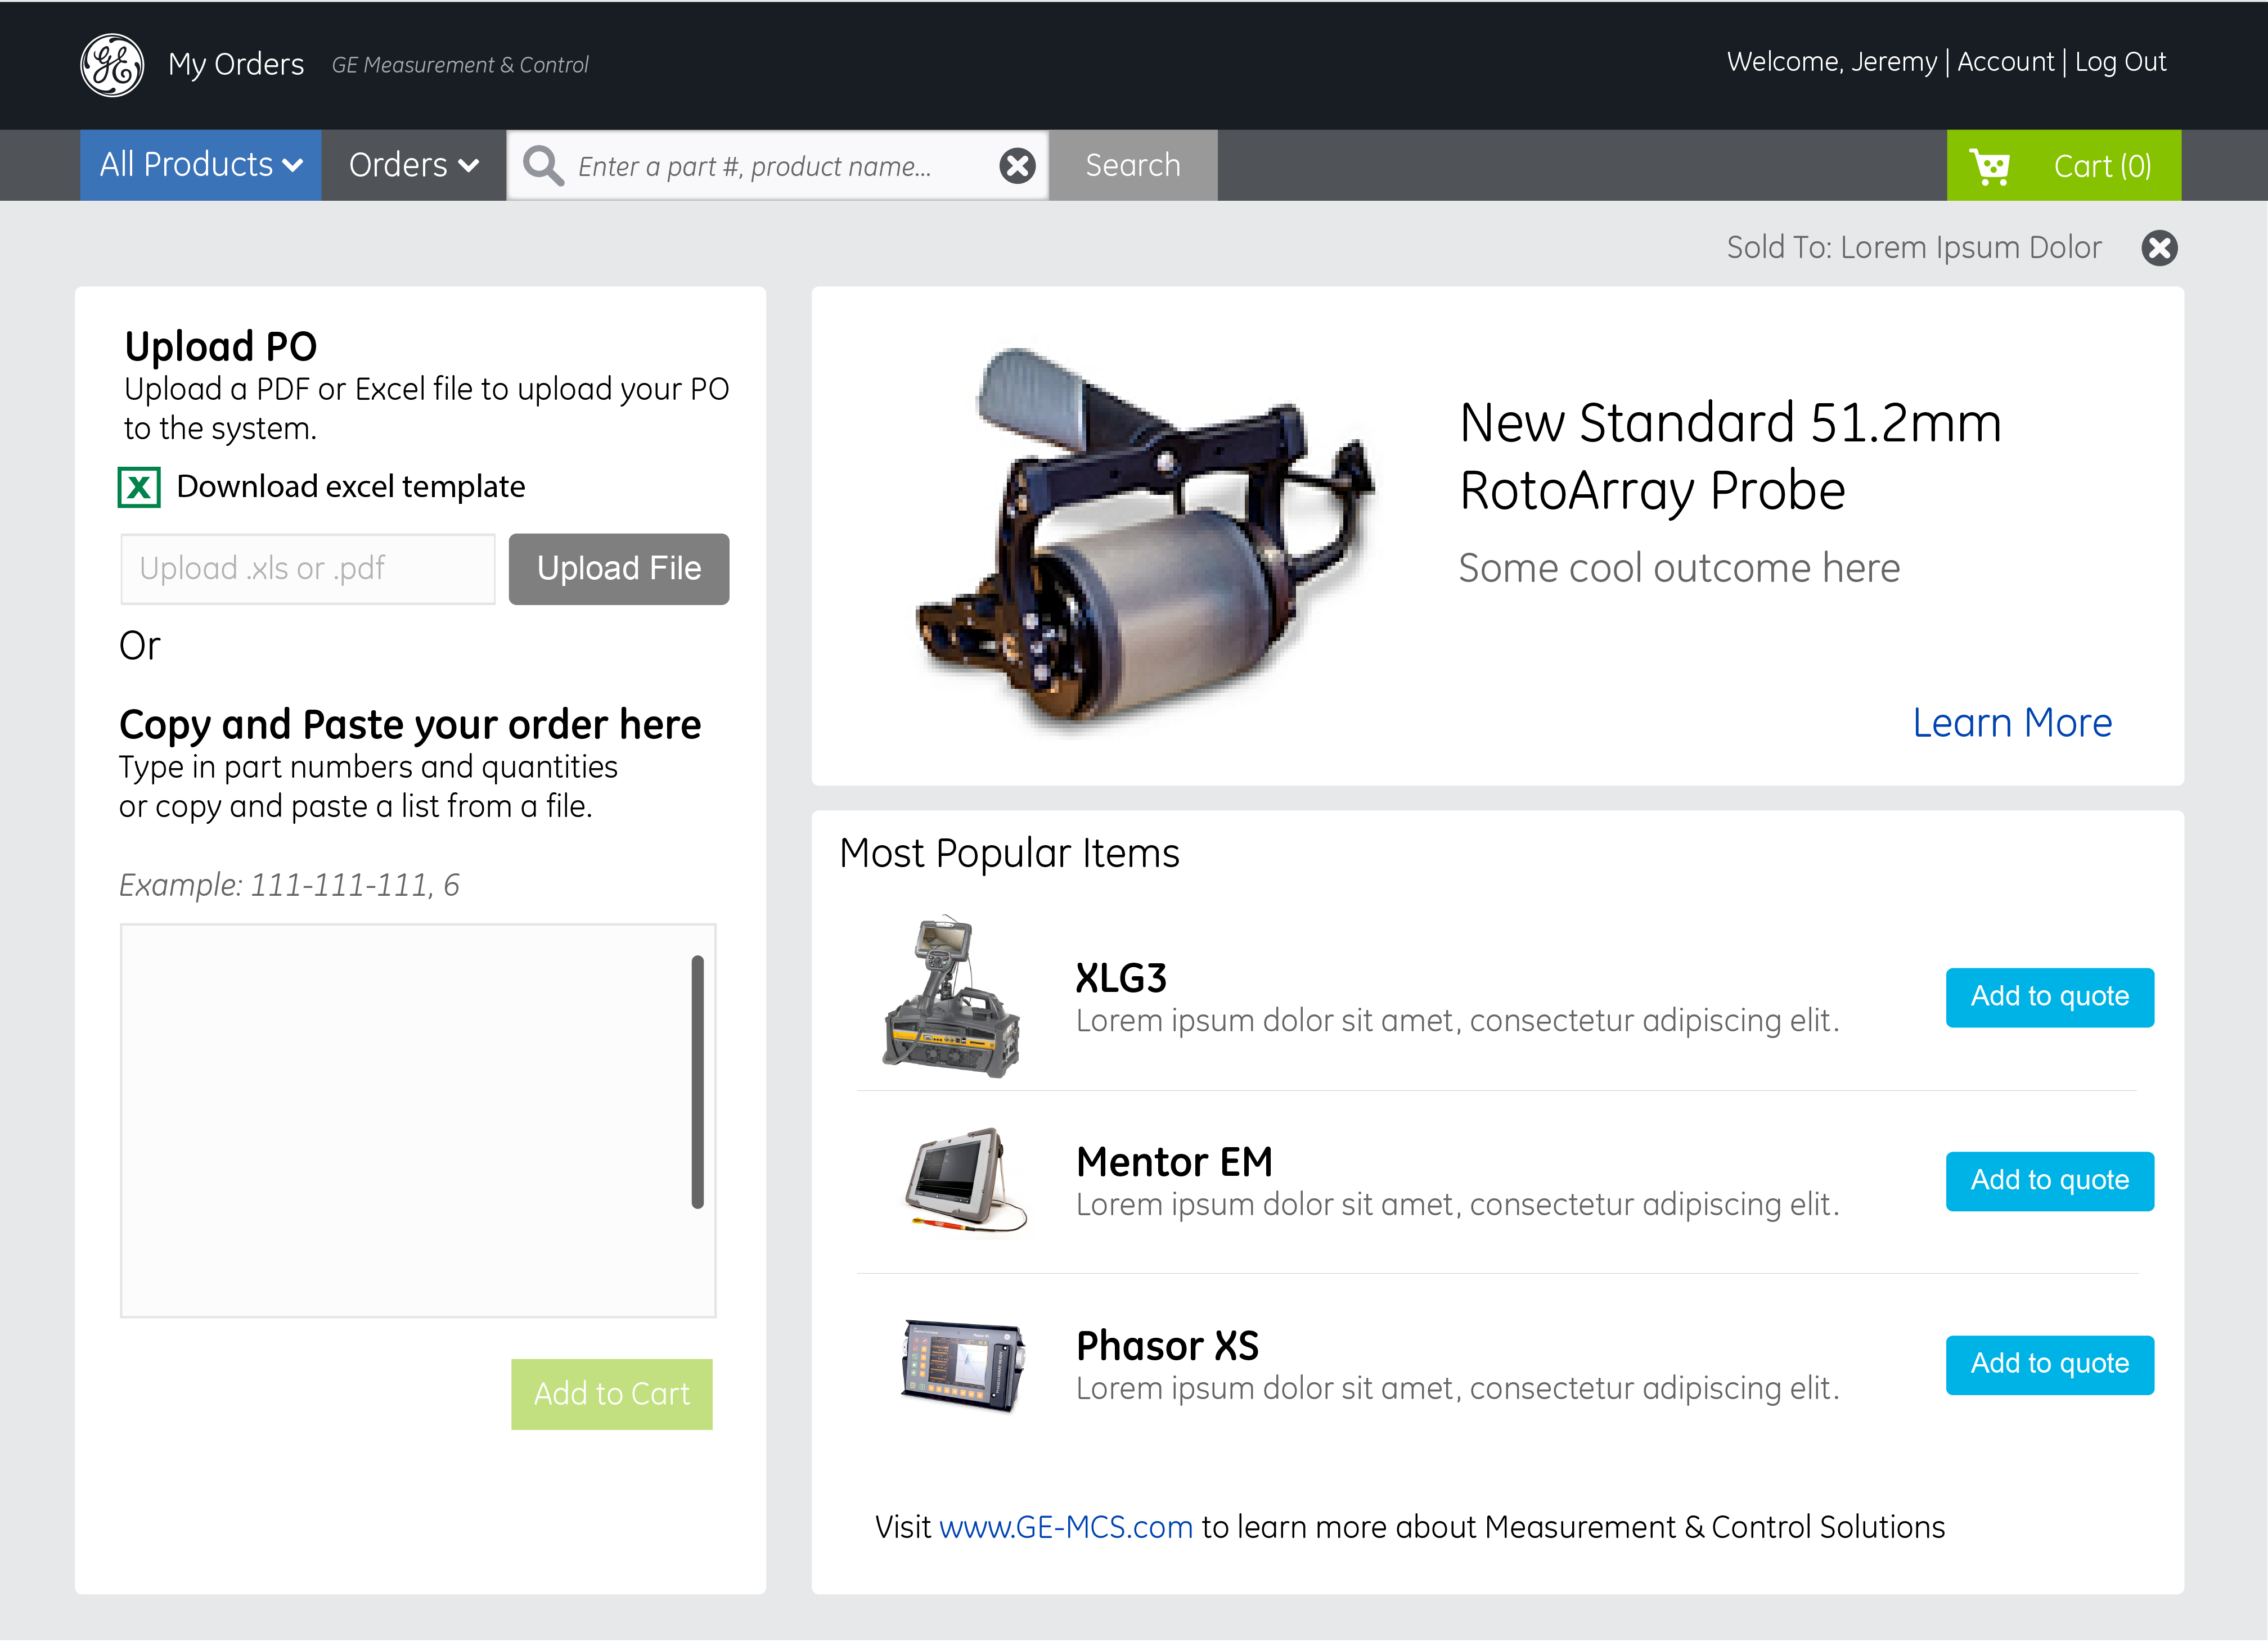 GE
My Orders
GE Measurement & Control
Welcome, Jeremy | Account | Log Out
All Products
Orders
Enter a part #, product name...
Search
Cart (0)
Sold To: Lorem Ipsum Dolor
Upload PO
Upload a PDF or Excel file to upload your PO
to the system.
X Download excel template
Upload .xls or .pdf
Upload File
Or
Copy and Paste your order here
Type in part numbers and quantities
or copy and paste a list from a file.
Example: 111-111-111, 6
Add to Cart
New Standard 51.2mm
RotoArray Probe
Some cool outcome here
Learn More
Most Popular Items
XLG3
Lorem ipsum dolor sit amet, consectetur adipiscing elit.
Add to quote
Mentor EM
Lorem ipsum dolor sit amet, consectetur adipiscing elit.
Add to quote
Phasor XS
Lorem ipsum dolor sit amet, consectetur adipiscing elit.
Add to quote
Visit www.GE-MCS.com to learn more about Measurement & Control Solutions